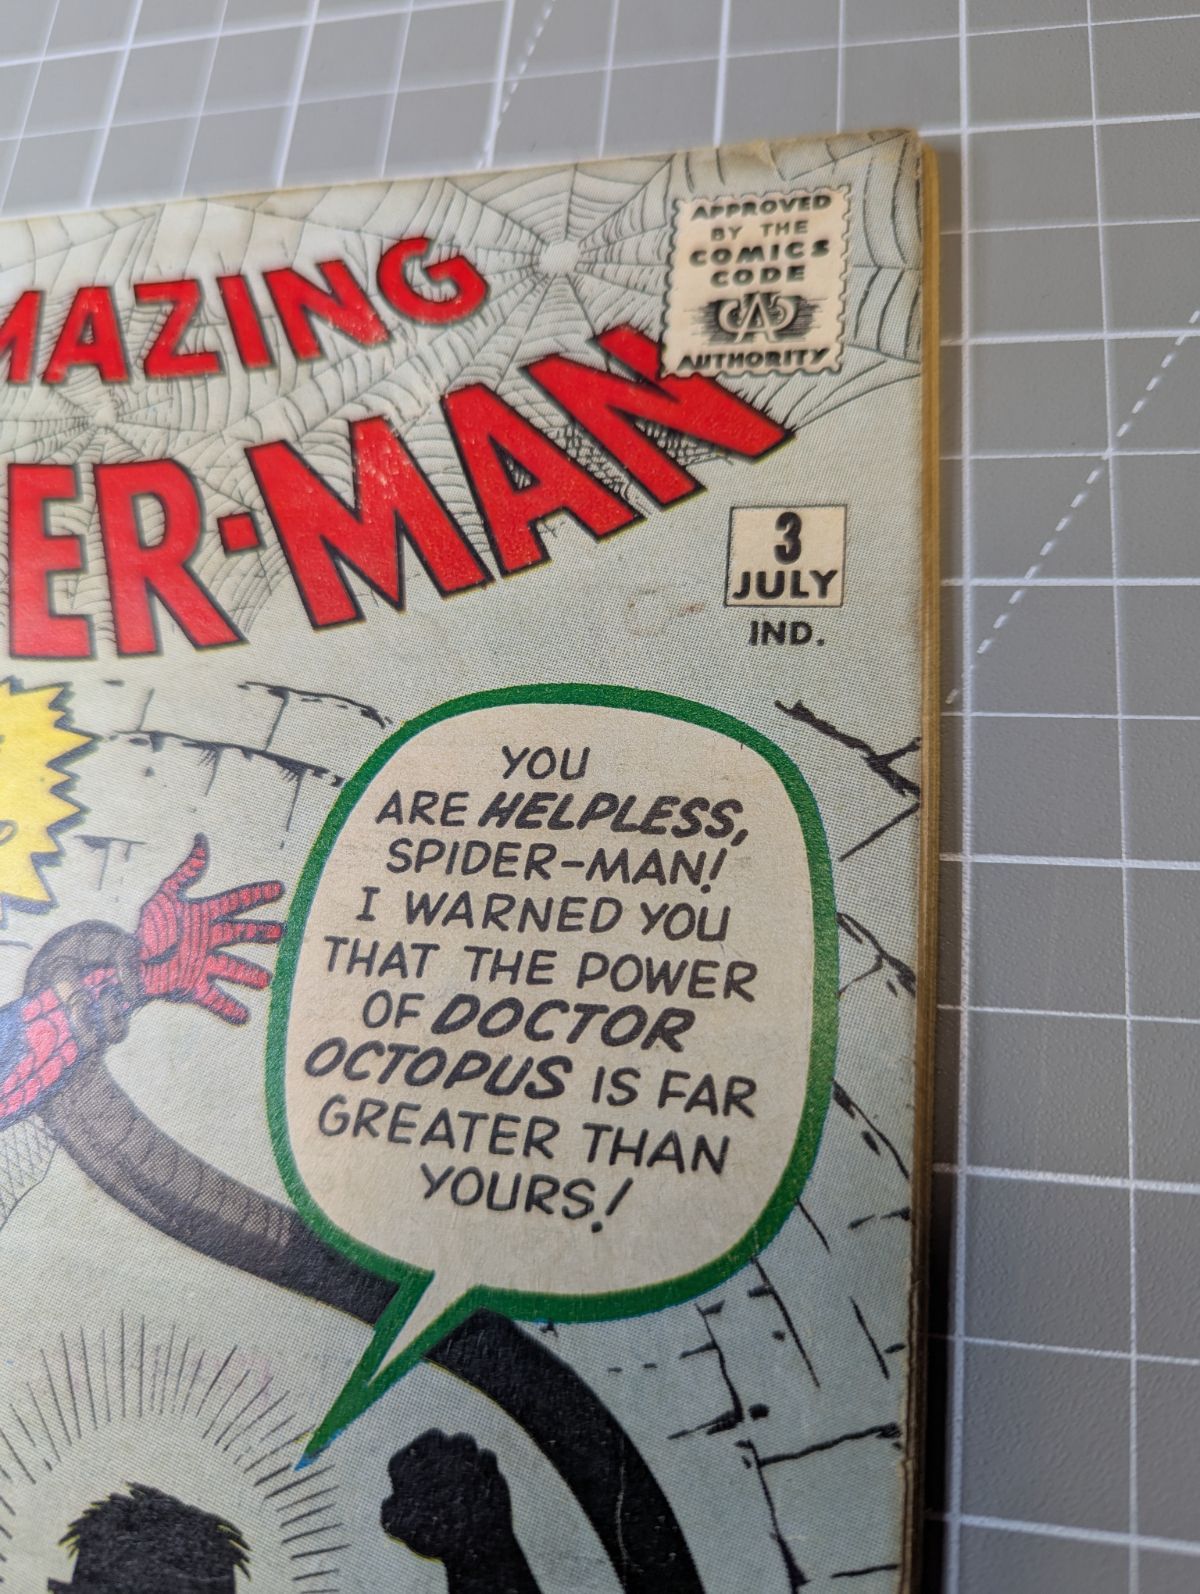 MAZING
ER-MAN
APPROVED
BY THE
COMICS
CODE
CA
AUTHORITY
3
JULY
IND.
YOU
ARE HELPLESS,
SPIDER-MAN!
I WARNED YOU
THAT THE POWER
OF DOCTOR
OCTOPUS IS FAR
GREATER THAN
YOURS!